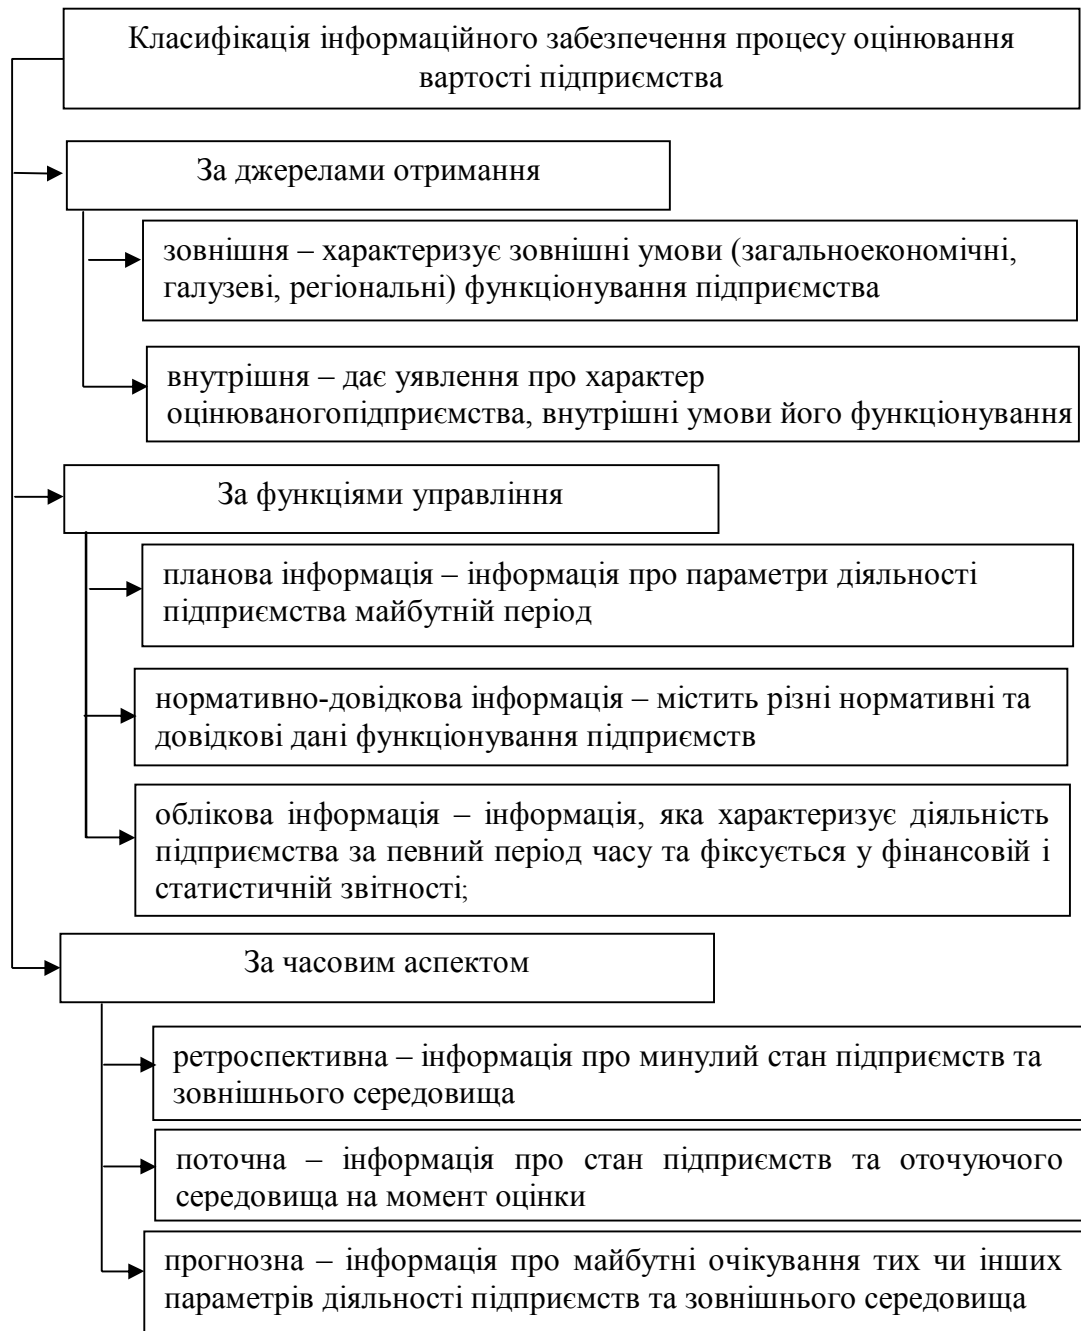 Класифікація інформаційного забезпечення процесу оцінювання
вартості підприємства
За джерелами отримання
зовнішня – характеризує зовнішні умови (загальноекономічні,
галузеві, регіональні) функціонування підприємства
внутрішня – дає уявлення про характер
оцінюваногопідприємства, внутрішні умови його функціонування
За функціями управління
планова інформація – інформація про параметри діяльності
підприємства майбутній період
нормативно-довідкова інформація – містить різні нормативні та
довідкові дані функціонування підприємств
облікова інформація – інформація, яка характеризує діяльність
підприємства за певний період часу та фіксується у фінансовій і
статистичній звітності;
За часовим аспектом
ретроспективна – інформація про минулий стан підприємств та
зовнішнього середовища
поточна – інформація про стан підприємств та оточуючого
середовища на момент оцінки
прогнозна – інформація про майбутні очікування тих чи інших
параметрів діяльності підприємств та зовнішнього середовища